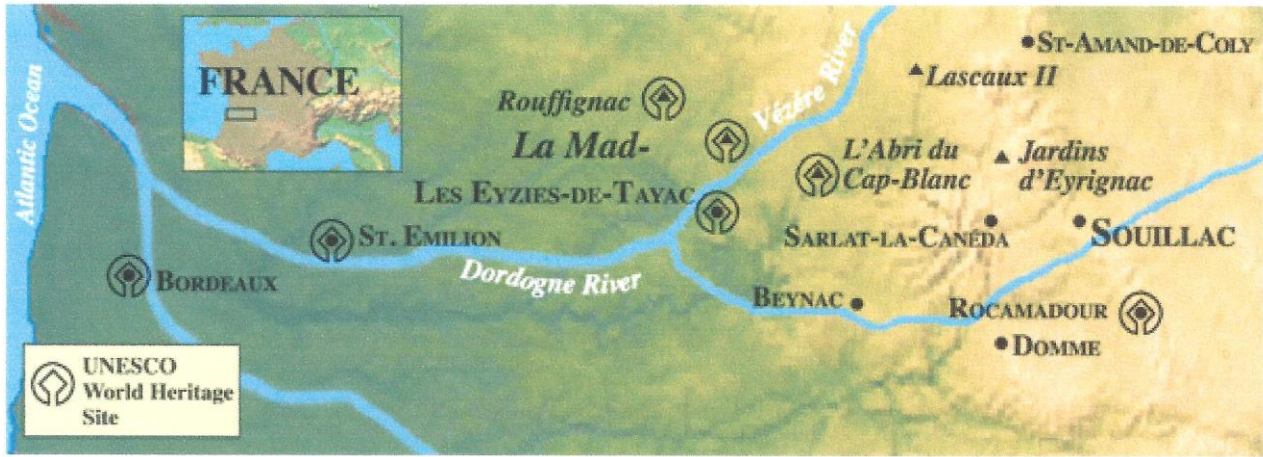 FRANCE
Atlantic Ocean
ST-AMAND-DE-COLY
Lascaux II
Vézére River
Rouffignac
La Mad-
L'Abri du
Cap-Blanc
Jardins
d'Eyrignac
LES EYZIES-DE-TAYAC
ST. EMILION
SARLAT-LA-CANÉDA
SOUILLAC
Dordogne River
BORDEAUX
BEYNAC
ROCAMADOUR
DOMME
UNESCO
World Heritage
Site